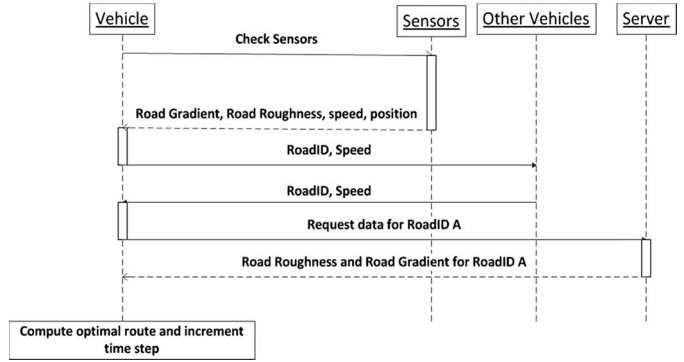 Vehicle
Sensors
Other Vehicles
Server
Check Sensors
Road Gradient, Road Roughness, speed, position
RoadID, Speed
RoadID, Speed
Request data for RoadID A
Road Roughness and Road Gradient for RoadID A
Compute optimal route and increment
time step